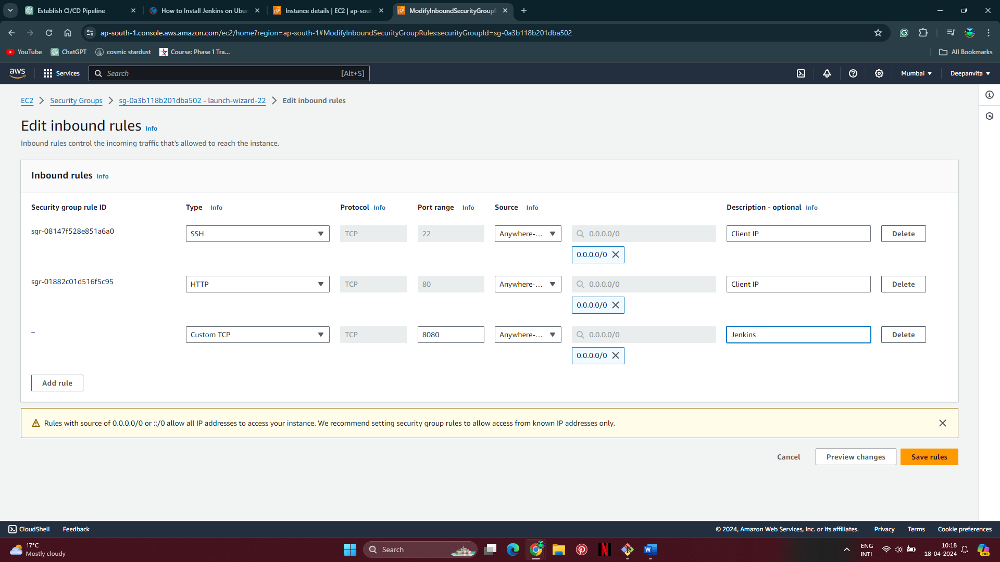 Establish CI/CD Pipeline
How to Install Jenkins on Ubu
Instance details | EC2 | ap-sout
ModifyInboundSecurityGroup
ap-south-1.console.aws.amazon.com/ec2/home?region=ap-south-1#ModifyInboundSecurityGroupRules:securityGroupId=sg-0a3b118b201dba502
YouTube
ChatGPT
cosmic stardust
Course: Phase 1 Tra...
All Bookmarks
aws
Services
Search
[Alt+S]
Mumbai
Deepanvita
EC2
Security Groups
sg-0a3b118b201dba502 - launch-wizard-22
Edit inbound rules
Edit inbound rules Info
Inbound rules control the incoming traffic that's allowed to reach the instance.
Inbound rules Info
Security group rule ID
Type Info
Protocol Info
Port range Info
Source Info
Description - optional Info
sgr-08147f528e851a6a0
SSH
TCP
22
Anywhere-...
0.0.0.0/0
Client IP
Delete
0.0.0.0/0
sgr-01882c01d516f5c95
HTTP
TCP
80
Anywhere-...
0.0.0.0/0
Client IP
Delete
0.0.0.0/0
–
Custom TCP
TCP
8080
Anywhere-...
0.0.0.0/0
Jenkins
Delete
0.0.0.0/0
Add rule
Rules with source of 0.0.0.0/0 or ::/0 allow all IP addresses to access your instance. We recommend setting security group rules to allow access from known IP addresses only.
Cancel
Preview changes
Save rules
CloudShell
Feedback
© 2024, Amazon Web Services, Inc. or its affiliates.
Privacy
Terms
Cookie preferences
17°C
Mostly cloudy
Search
ENG
INTL
10:18
18-04-2024